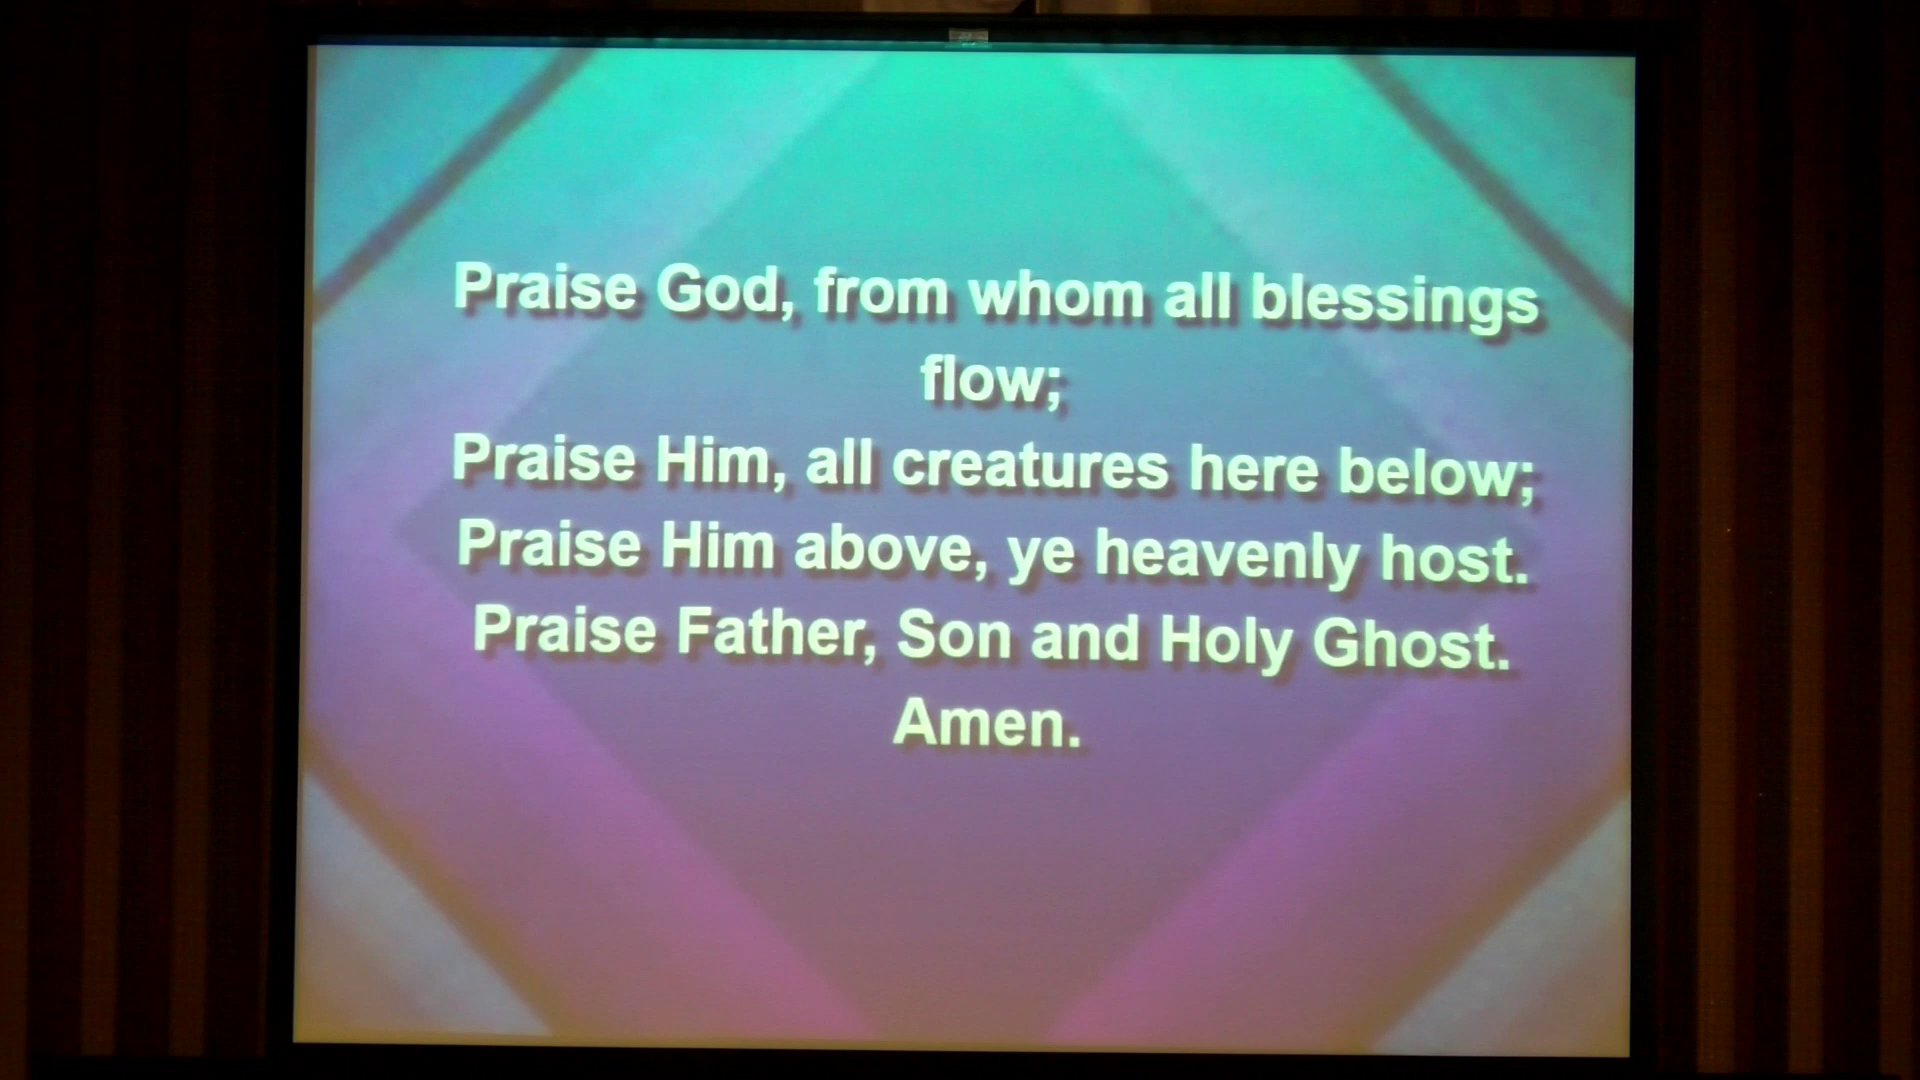 Praise God, from whom all blessings
flow;
Praise Him, all creatures here below;
Praise Him above, ye heavenly host.
Praise Father, Son and Holy Ghost.
Amen.